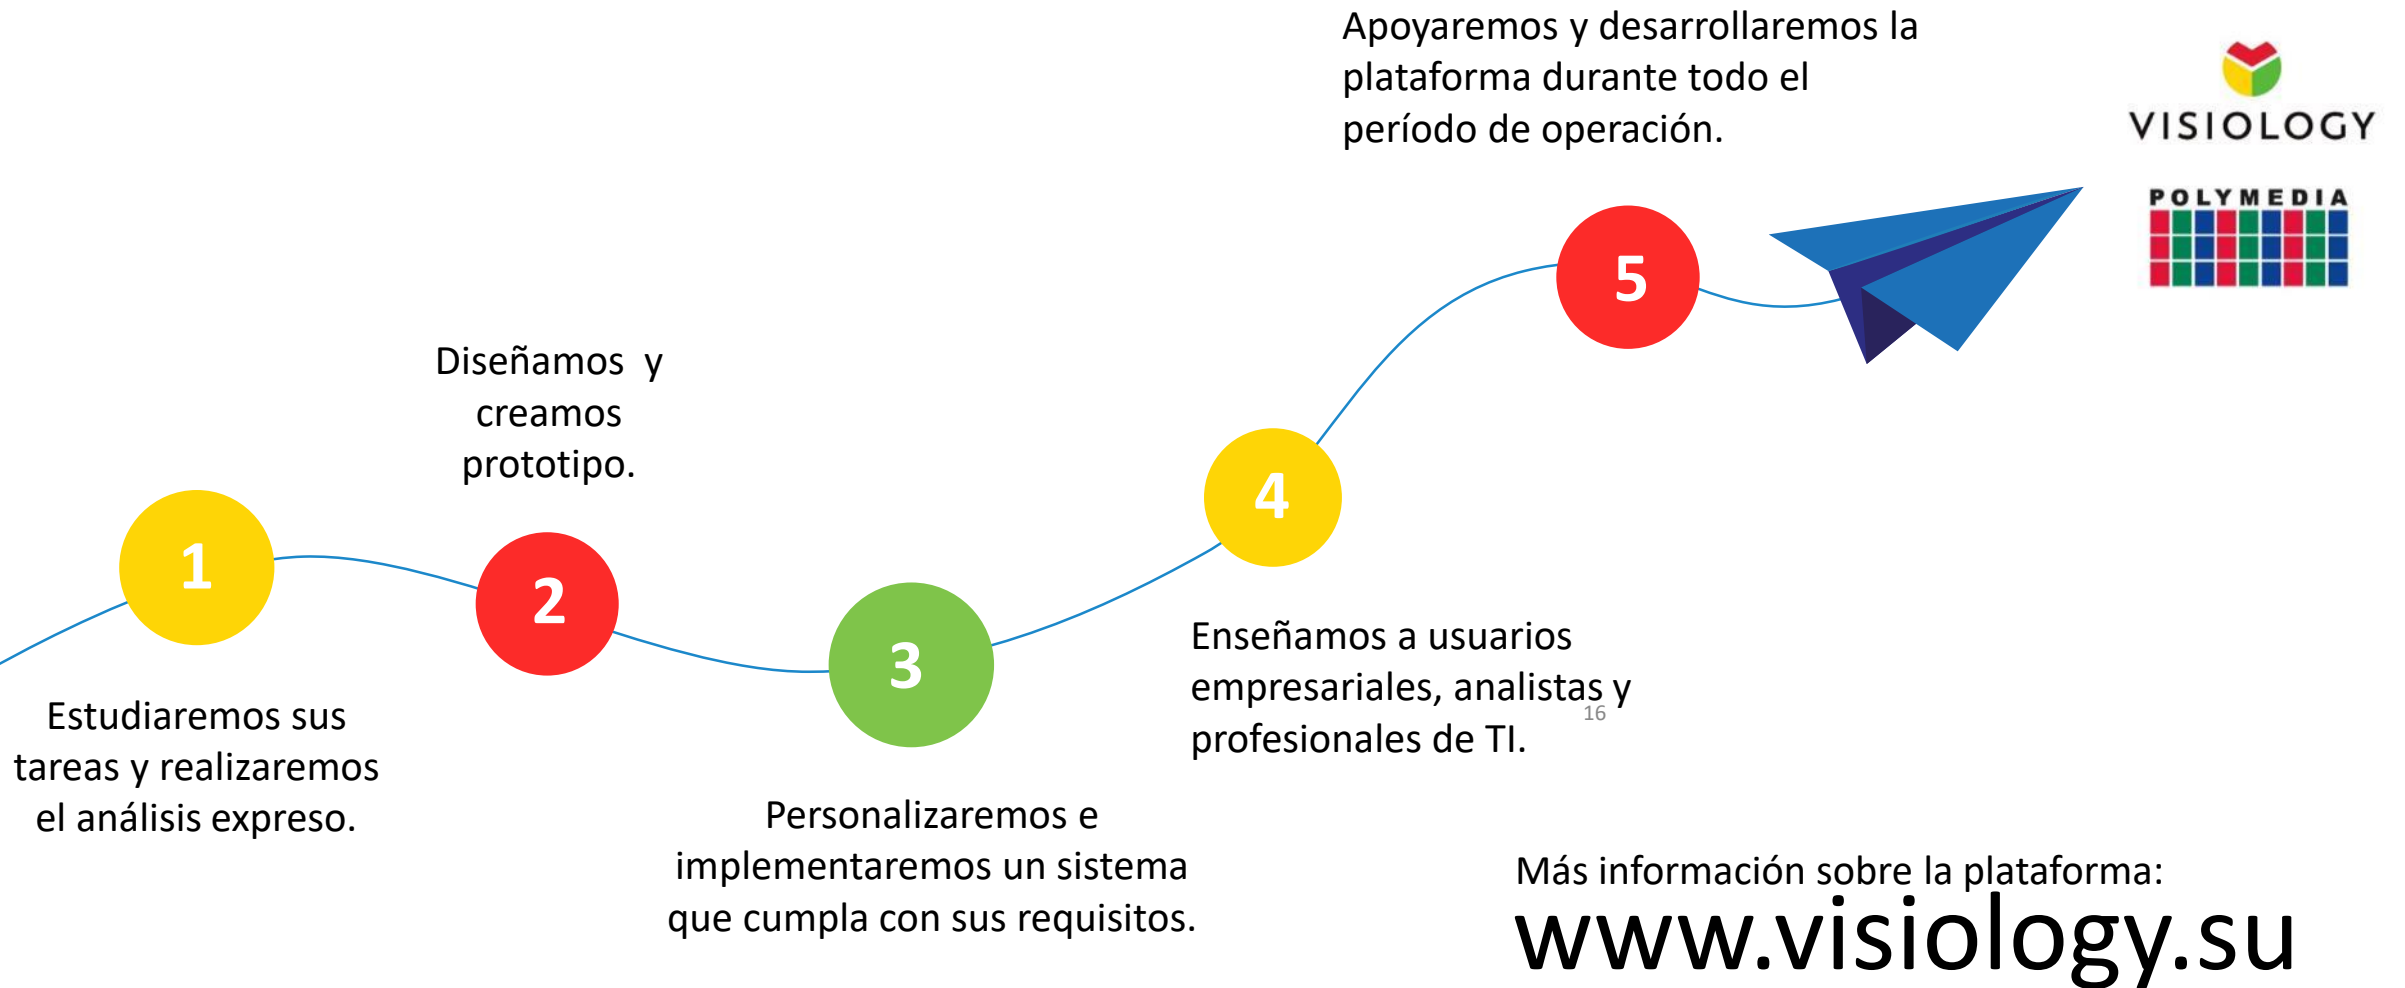 Apoyaremos y desarrollaremos la
plataforma durante todo el
período de operación.
VISIOLOGY
POLYMEDIA
5
Diseñamos y
creamos
prototipo.
4
1
2
3
Estudiaremos sus
tareas y realizaremos
el análisis expreso.
Enseñamos a usuarios
empresariales, analistas y
profesionales de TI.
16
Personalizaremos e
implementaremos un sistema
que cumpla con sus requisitos.
Más información sobre la plataforma:
www.visiology.su